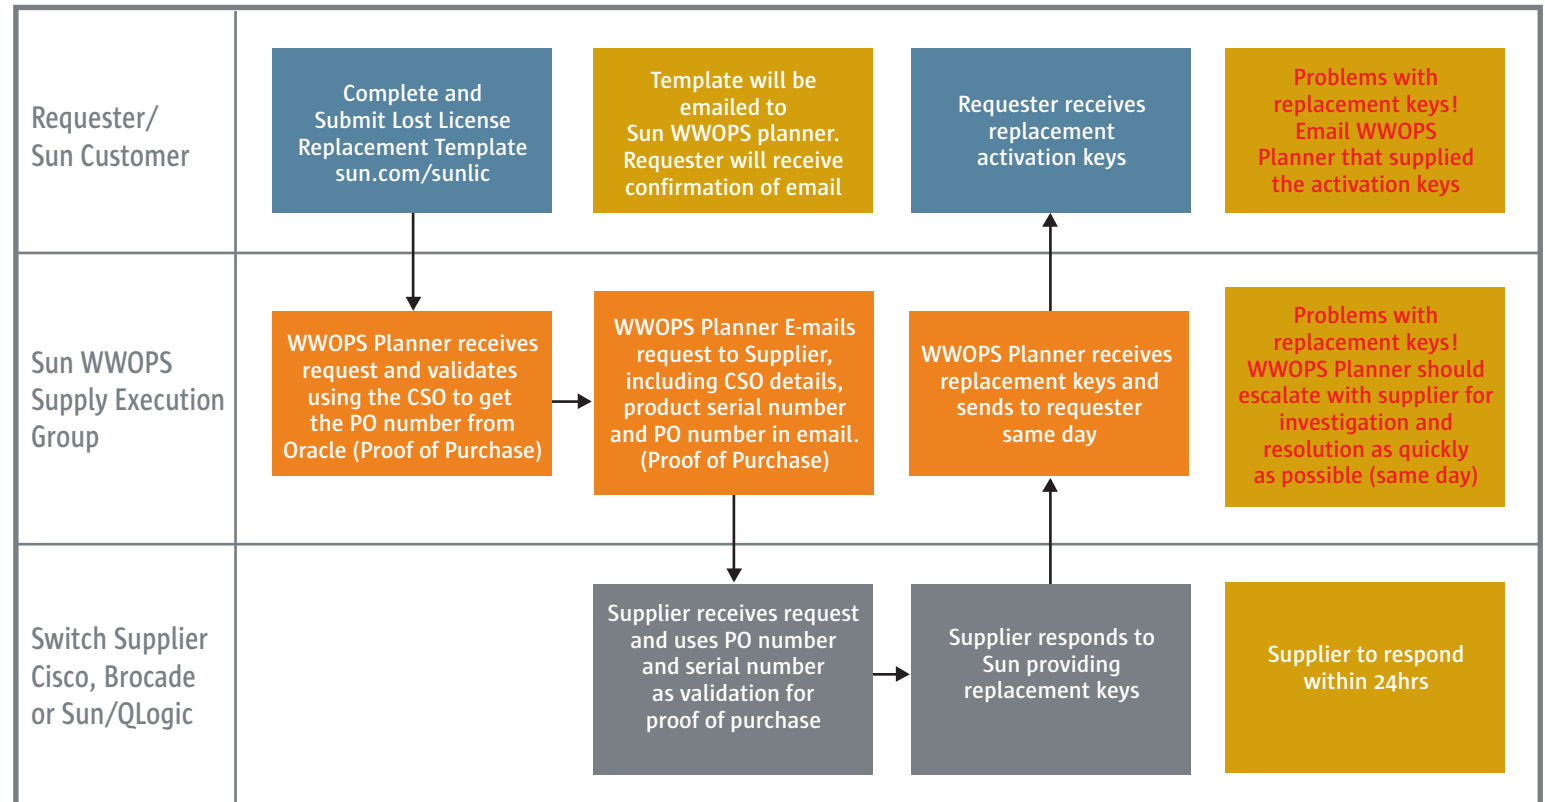 Requester/
Sun Customer
Complete and
Submit Lost License
Replacement Template
sun.com/sunlic
Template will be
emailed to
Sun WWOPS planner.
Requester will receive
confirmation of email
Requester receives
replacement
activation keys
Problems with
replacement keys!
Email WWOPS
Planner that supplied
the activation keys
Sun WWOPS
Supply Execution
Group
WWOPS Planner receives
request and validates
using the CSO to get
the PO number from
Oracle (Proof of Purchase)
WWOPS Planner E-mails
request to Supplier,
including CSO details,
product serial number
and PO number in email.
(Proof of Purchase)
WWOPS Planner receives
replacement keys and
sends to requester
same day
Problems with
replacement keys!
WWOPS Planner should
escalate with supplier for
investigation and
resolution as quickly
as possible (same day)
Switch Supplier
Cisco, Brocade
or Sun/QLogic
Supplier receives request
and uses PO number
and serial number
as validation for
proof of purchase
Supplier responds to
Sun providing
replacement keys
Supplier to respond
within 24hrs